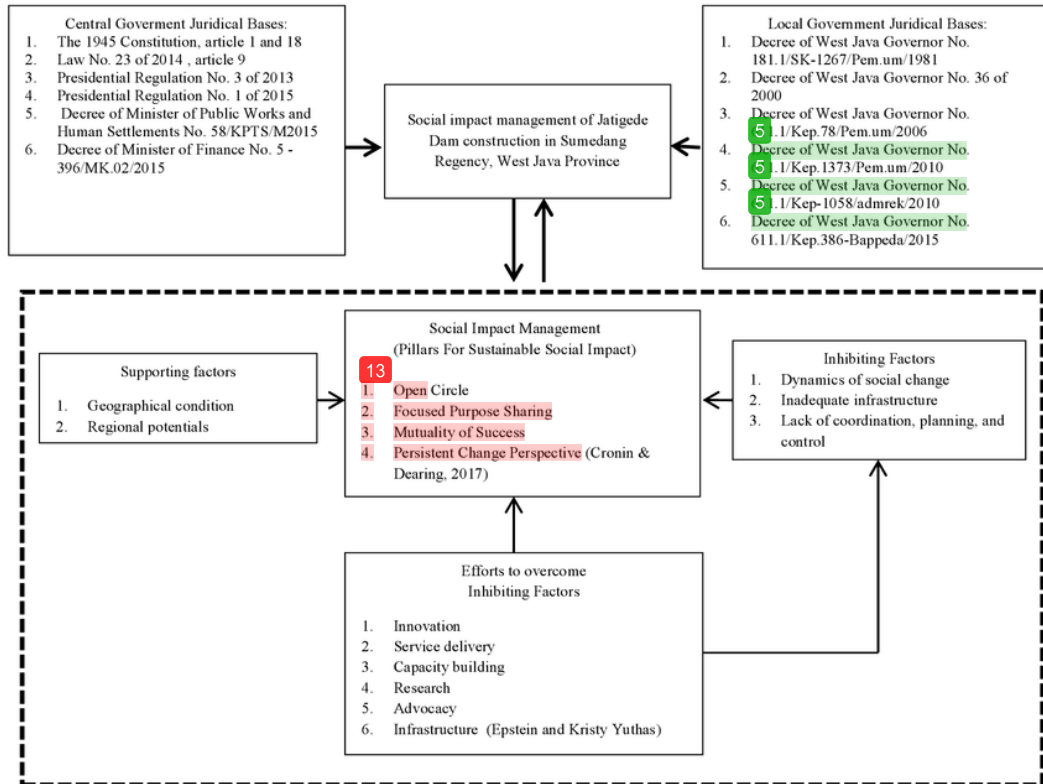 Central Goverment Juridical Bases:
1. The 1945 Constitution, article 1 and 18
2. Law No. 23 of 2014 , article 9
3. Presidential Regulation No. 3 of 2013
4. Presidential Regulation No. 1 of 2015
5. Decree of Minister of Public Works and
Human Settlements No. 58/KPTS/M2015
6. Decree of Minister of Finance No. 5 -
396/MK.02/2015
Social impact management of Jatigede
Dam construction in Sumedang
Regency, West Java Province
Local Government Juridical Bases:
1. Decree of West Java Governor No.
181.1/SK-1267/Pem.um/1981
2. Decree of West Java Governor No. 36 of
2000
3. Decree of West Java Governor No.
5 .1/Kep.78/Pem.um/2006
4. Decree of West Java Governor No.
5 .1/Kep.1373/Pem.um/2010
5. Decree of West Java Governor No.
5 .1/Kep-1058/admrek/2010
6. Decree of West Java Governor No.
611.1/Kep.386-Bappeda/2015
Supporting factors
1. Geographical condition
2. Regional potentials
Social Impact Management
(Pillars For Sustainable Social Impact)
13
1. Open Circle
2. Focused Purpose Sharing
3. Mutuality of Success
4. Persistent Change Perspective (Cronin &
Dearing, 2017)
Inhibiting Factors
1. Dynamics of social change
2. Inadequate infrastructure
3. Lack of coordination, planning, and
control
Efforts to overcome
Inhibiting Factors
1. Innovation
2. Service delivery
3. Capacity building
4. Research
5. Advocacy
6. Infrastructure (Epstein and Kristy Yuthas)